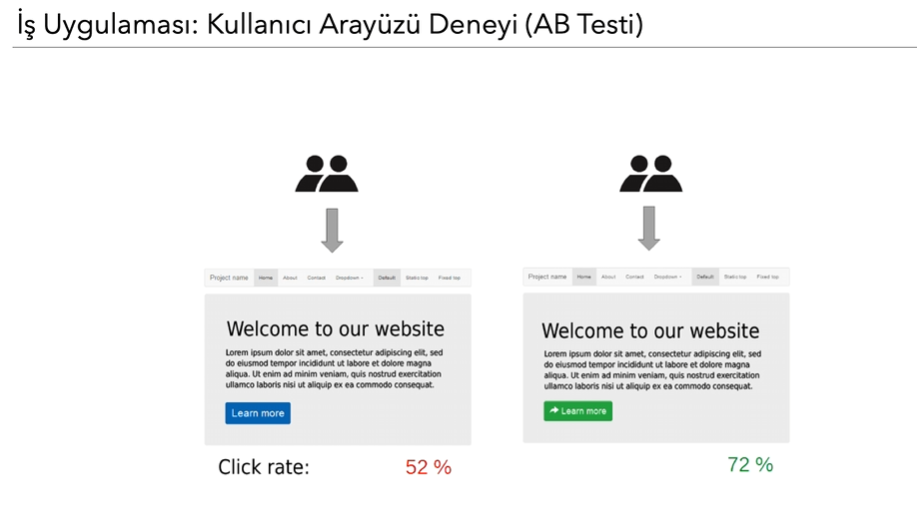 İş Uygulaması: Kullanıcı Arayüzü Deneyi (AB Testi)
Project name Home About Contact Dropdown Default Static top Fixed top
Welcome to our website
Lorem ipsum dolor sit amet, consectetur adipiscing elit, sed
do eiusmod tempor incididunt ut labore et dolore magna
aliqua. Ut enim ad minim veniam, quis nostrud exercitation
ullamco laboris nisi ut aliquip ex ea commodo consequat.
Learn more
Click rate: 52 %
Project name Home About Contact Dropdown Default Static top Fixed top
Welcome to our website
Lorem ipsum dolor sit amet, consectetur adipiscing elit, sed
do eiusmod tempor incididunt ut labore et dolore magna
aliqua. Ut enim ad minim veniam, quis nostrud exercitation
ullamco laboris nisi ut aliquip ex ea commodo consequat.
Learn more
72 %